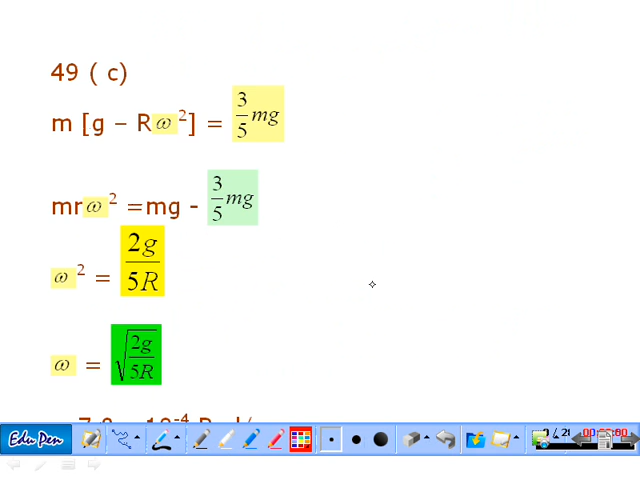 49 ( c)
m [g – Rω²] = 3/5 mg
mrω² =mg - 3/5 mg
ω² = 2g/5R
ω = √(2g/5R)
Edu Pen